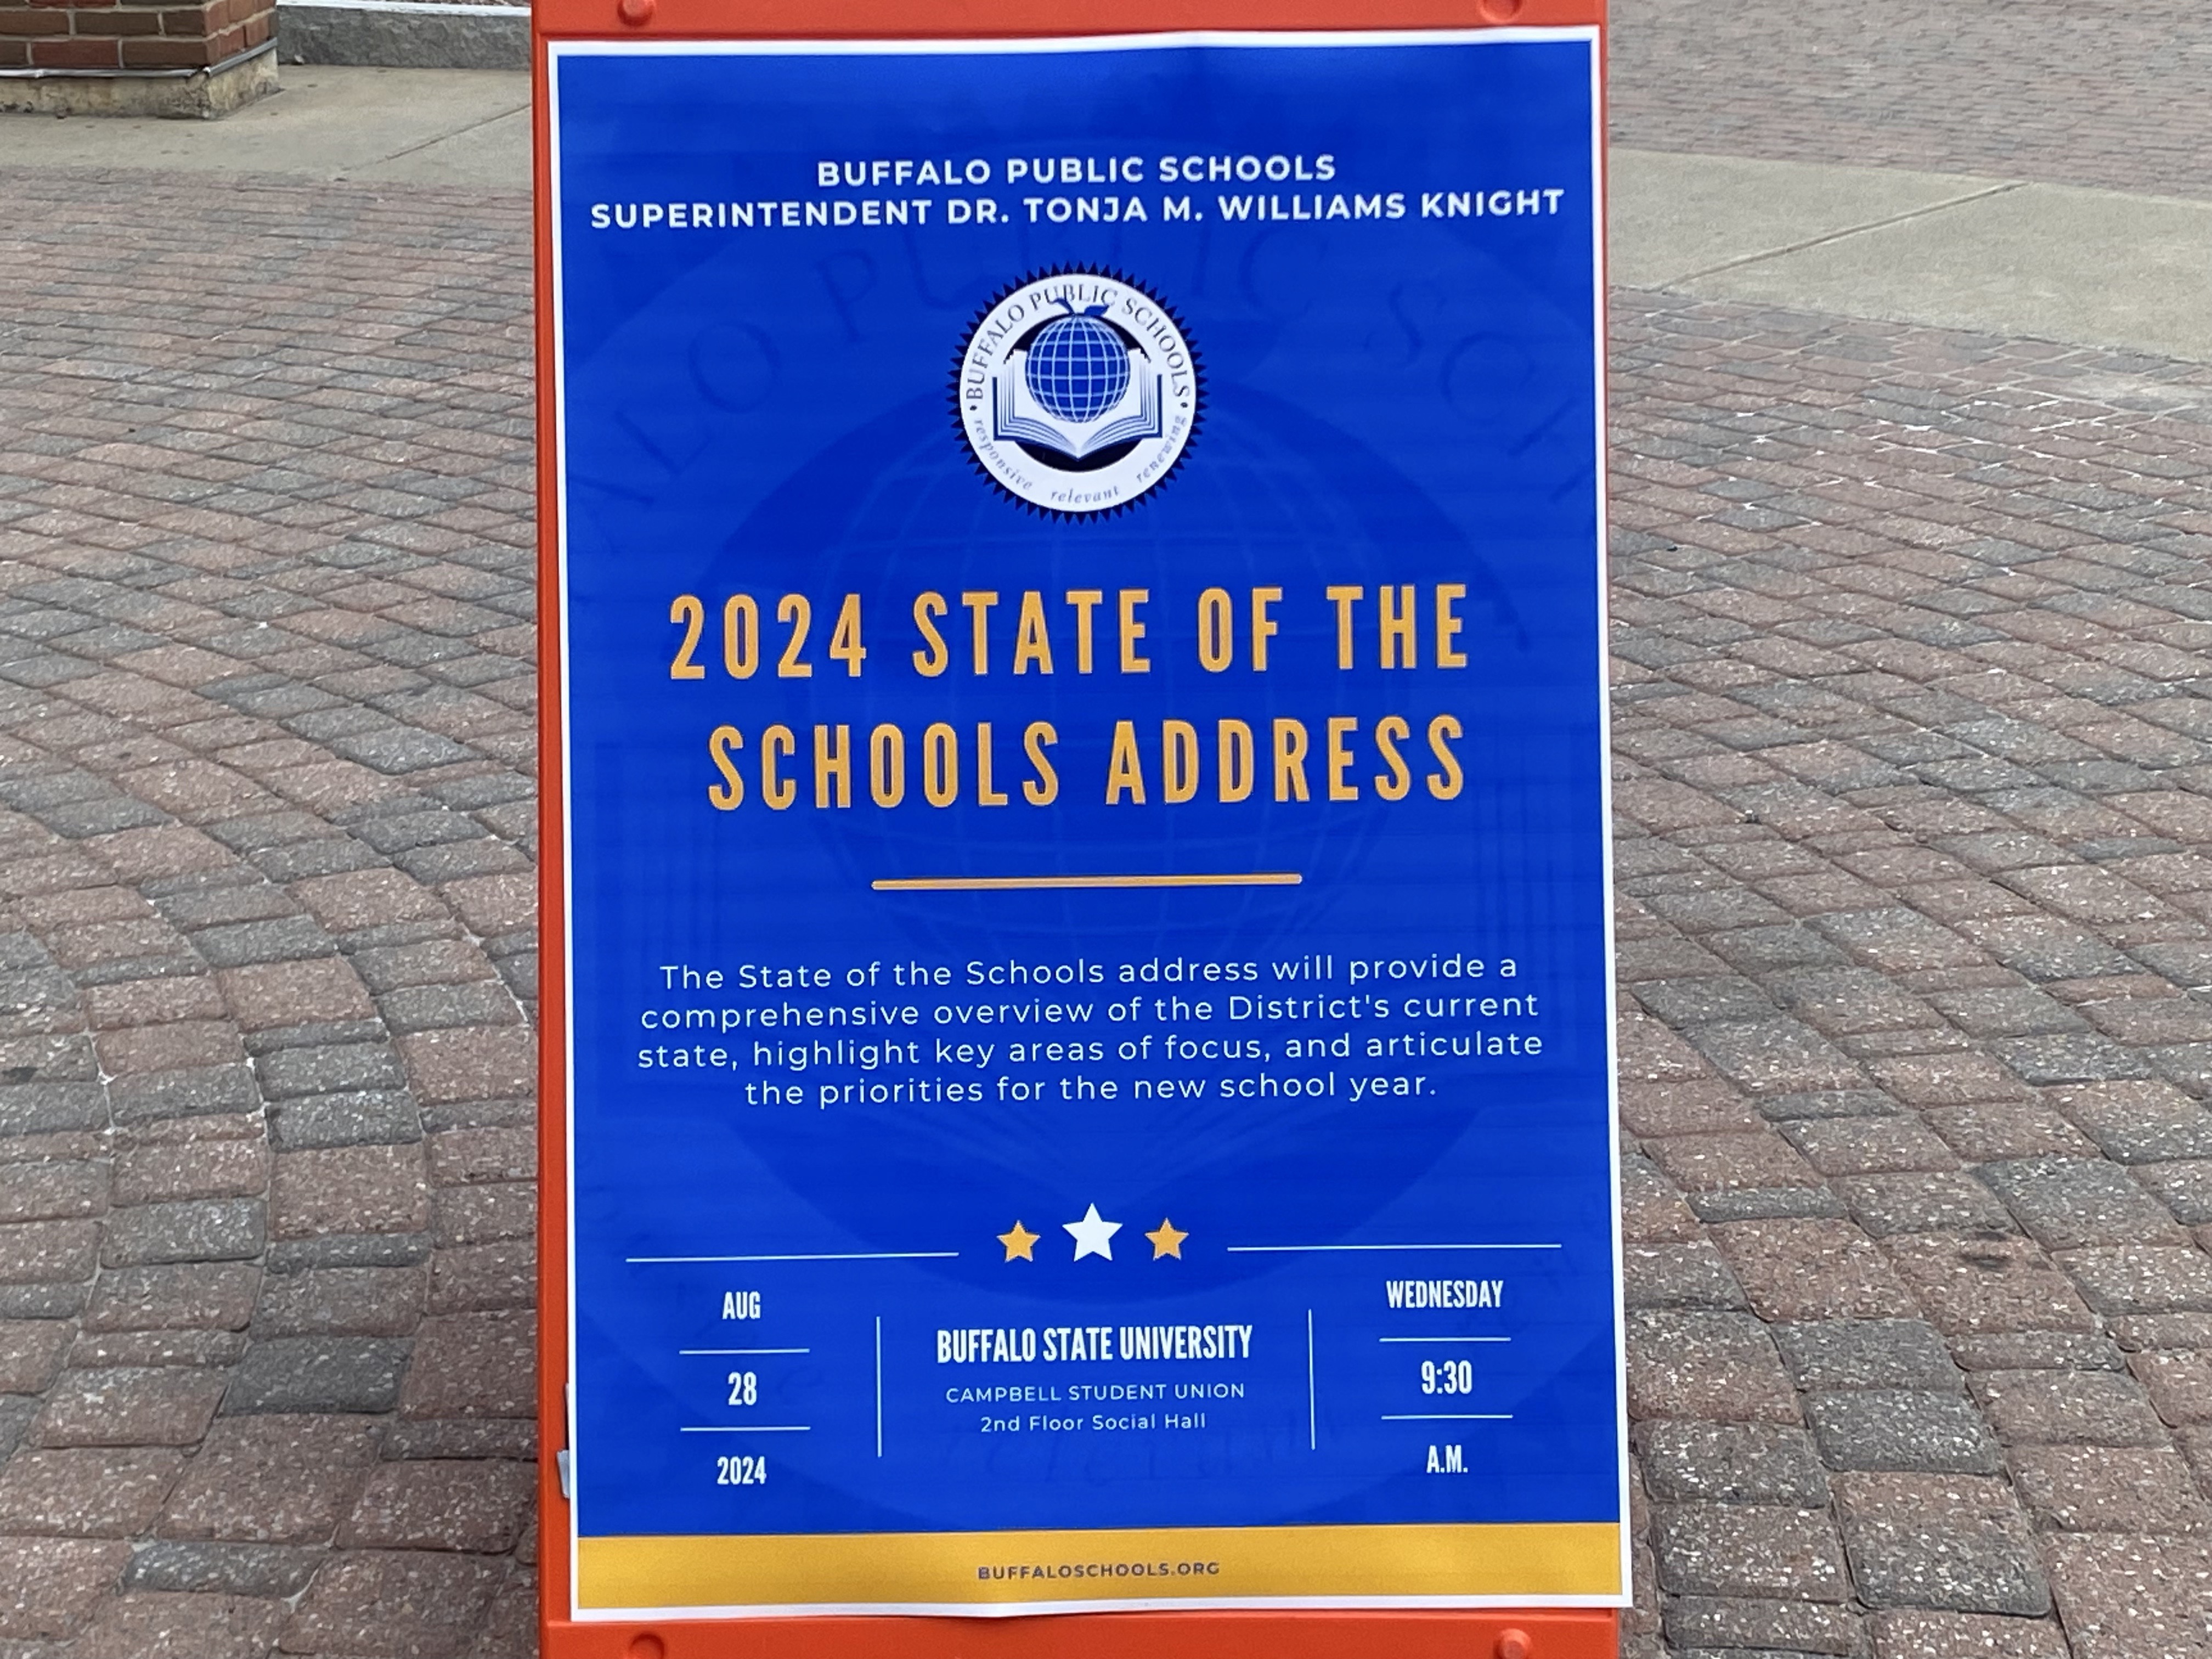 BUFFALO PUBLIC SCHOOLS
SUPERINTENDENT DR. TONJA M. WILLIAMS KNIGHT
BUFFALO PUBLIC SCHOOLS
responsive relevant renewing
2024 STATE OF THE
SCHOOLS ADDRESS
The State of the Schools address will provide a
comprehensive overview of the District's current
state, highlight key areas of focus, and articulate
the priorities for the new school year.
AUG
28
2024
BUFFALO STATE UNIVERSITY
CAMPBELL STUDENT UNION
2nd Floor Social Hall
WEDNESDAY
9:30
A.M.
BUFFALOSCHOOLS.ORG